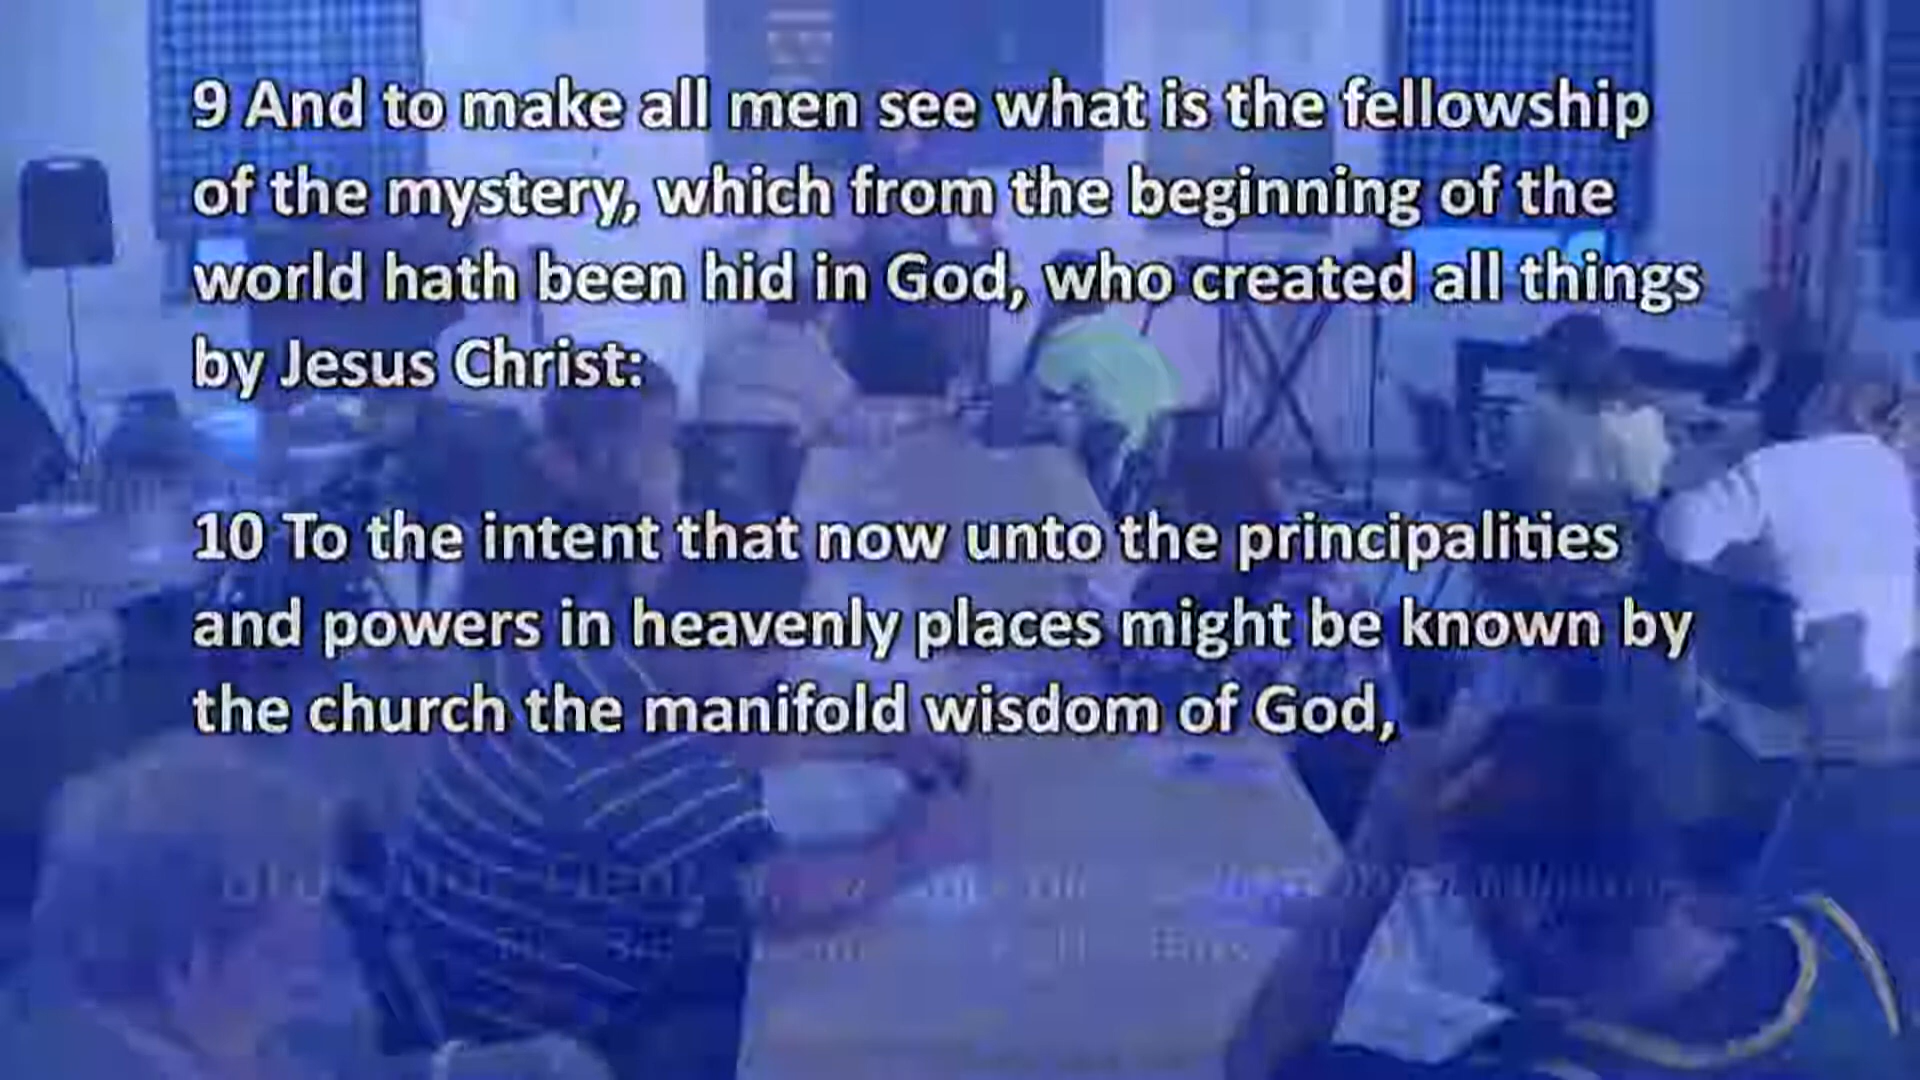 9 And to make all men see what is the fellowship
of the mystery, which from the beginning of the
world hath been hid in God, who created all things
by Jesus Christ:
10 To the intent that now unto the principalities
and powers in heavenly places might be known by
the church the manifold wisdom of God,